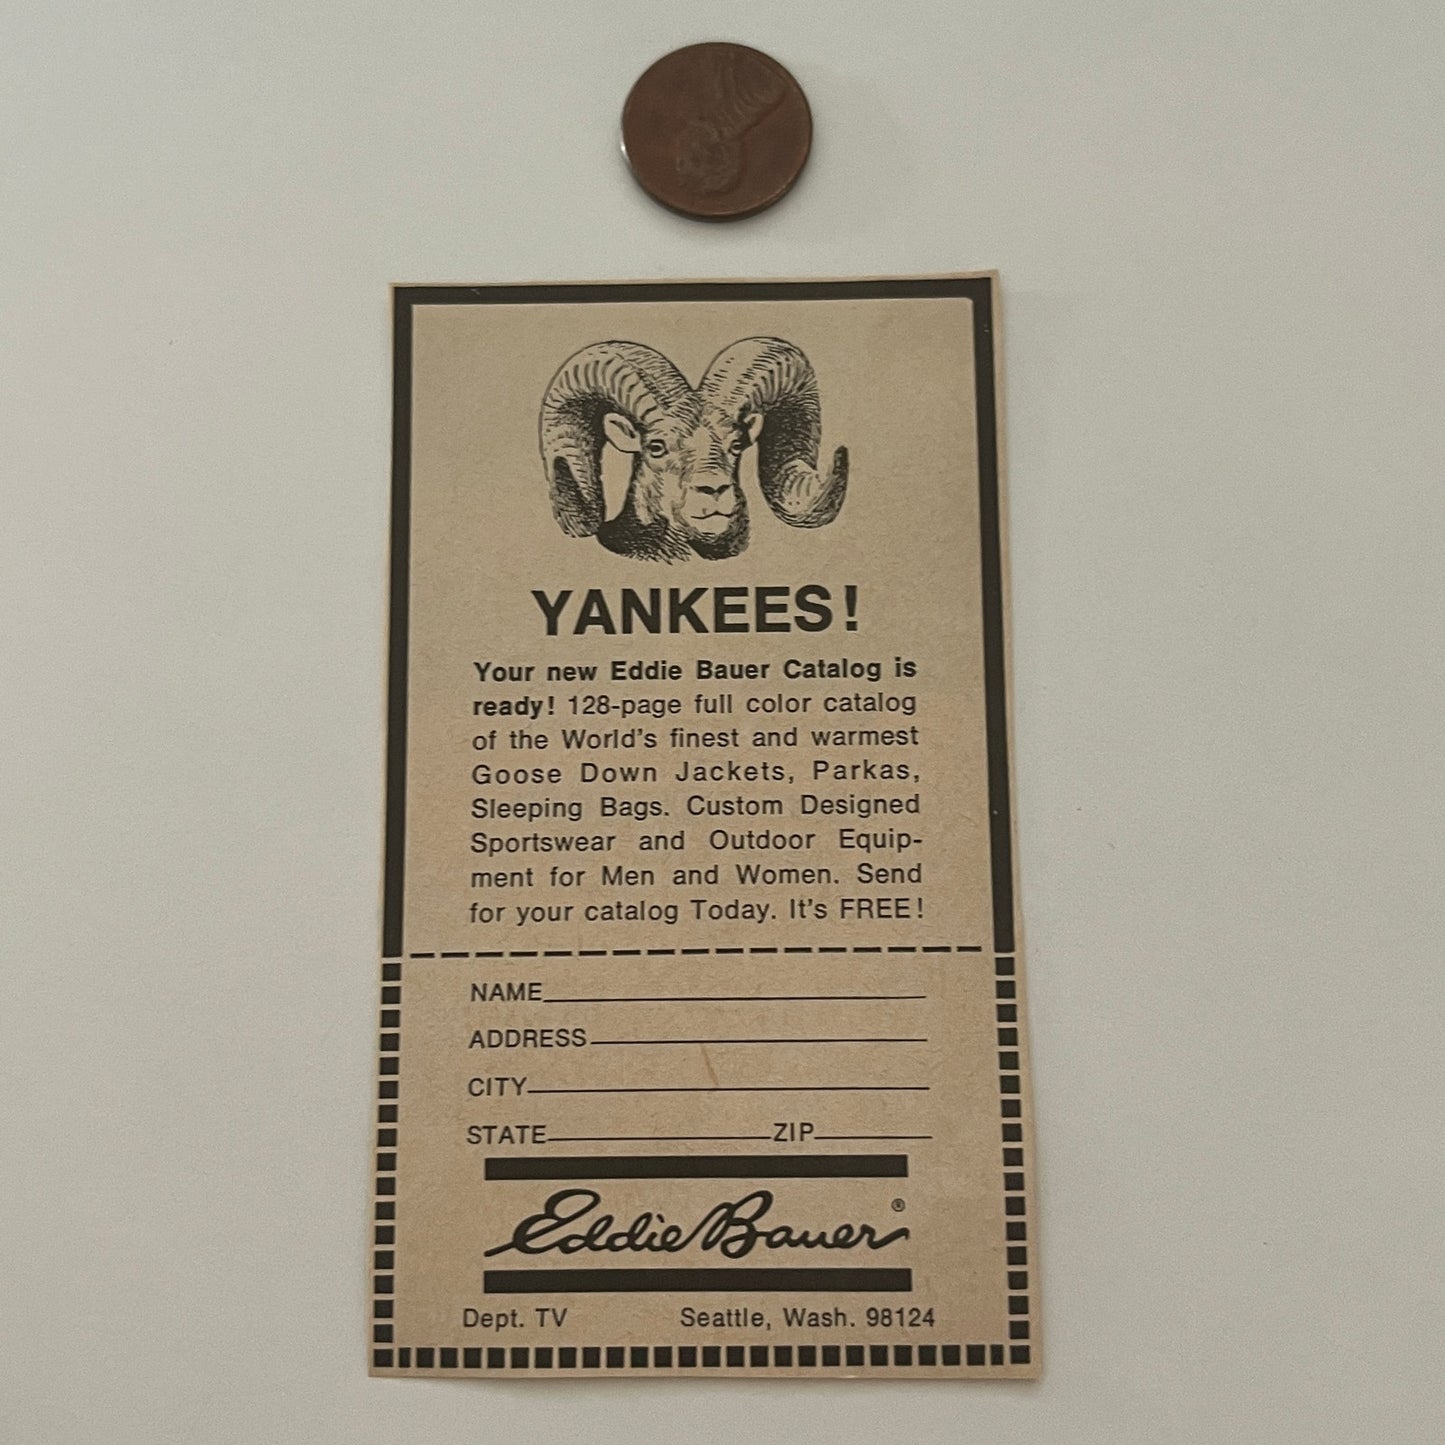 YANKEES!
Your new Eddie Bauer Catalog is
ready! 128-page full color catalog
of the World's finest and warmest
Goose Down Jackets, Parkas,
Sleeping Bags. Custom Designed
Sportswear and Outdoor Equip-
ment for Men and Women. Send
for your catalog Today. It's FREE!
NAME
ADDRESS
CITY
STATE ZIP
Eddie Bauer ®
Dept. TV Seattle, Wash. 98124